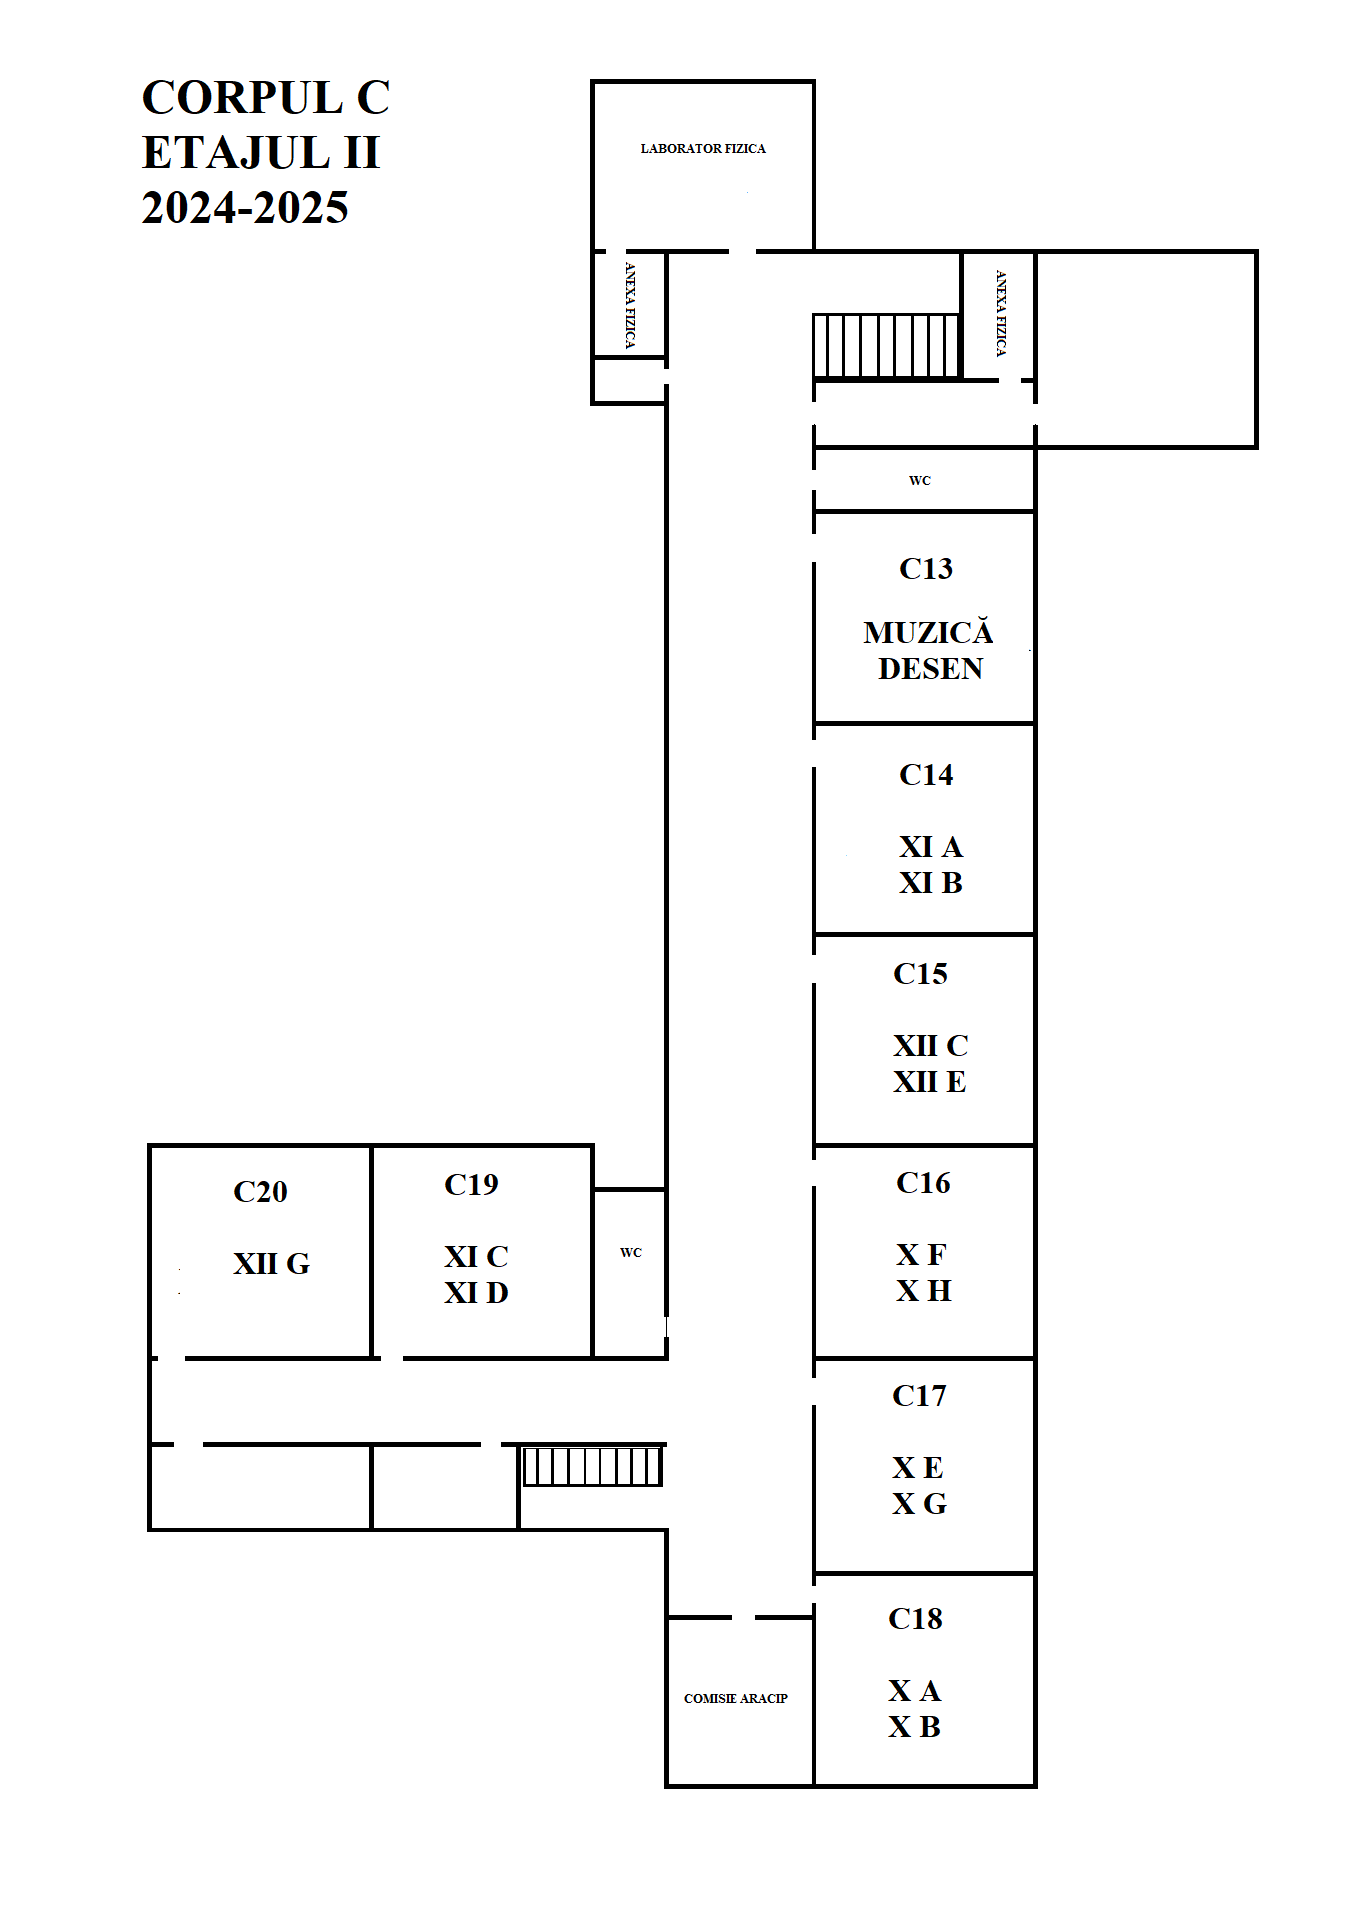 CORPUL C
ETAJUL II
2024-2025
LABORATOR FIZICA
ANEXA FIZICA
ANEXA FIZICA
WC
C13
MUZICĂ
DESEN
C14
XI A
XI B
C15
XII C
XII E
C20
XII G
C19
XI C
XI D
WC
C16
X F
X H
C17
X E
X G
C18
X A
X B
COMISIE ARACIP